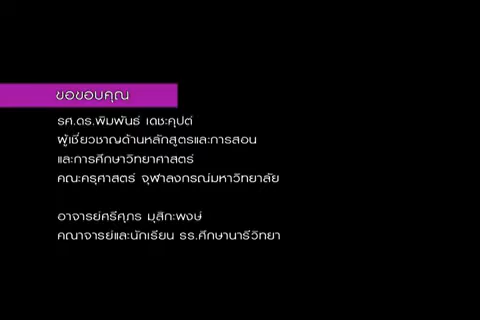 ขอขอบคุณ
รศ.ดร.พิมพันธ์ เดชะคุปต์
ผู้เชี่ยวชาญด้านหลักสูตรและการสอน
และการศึกษาวิทยาศาสตร์
คณะครุศาสตร์ จุฬาลงกรณ์มหาวิทยาลัย
อาจารย์ศรีศุภร มุสิกะพงษ์
คณาจารย์และนักเรียน รร.ศึกษานารีวิทยา